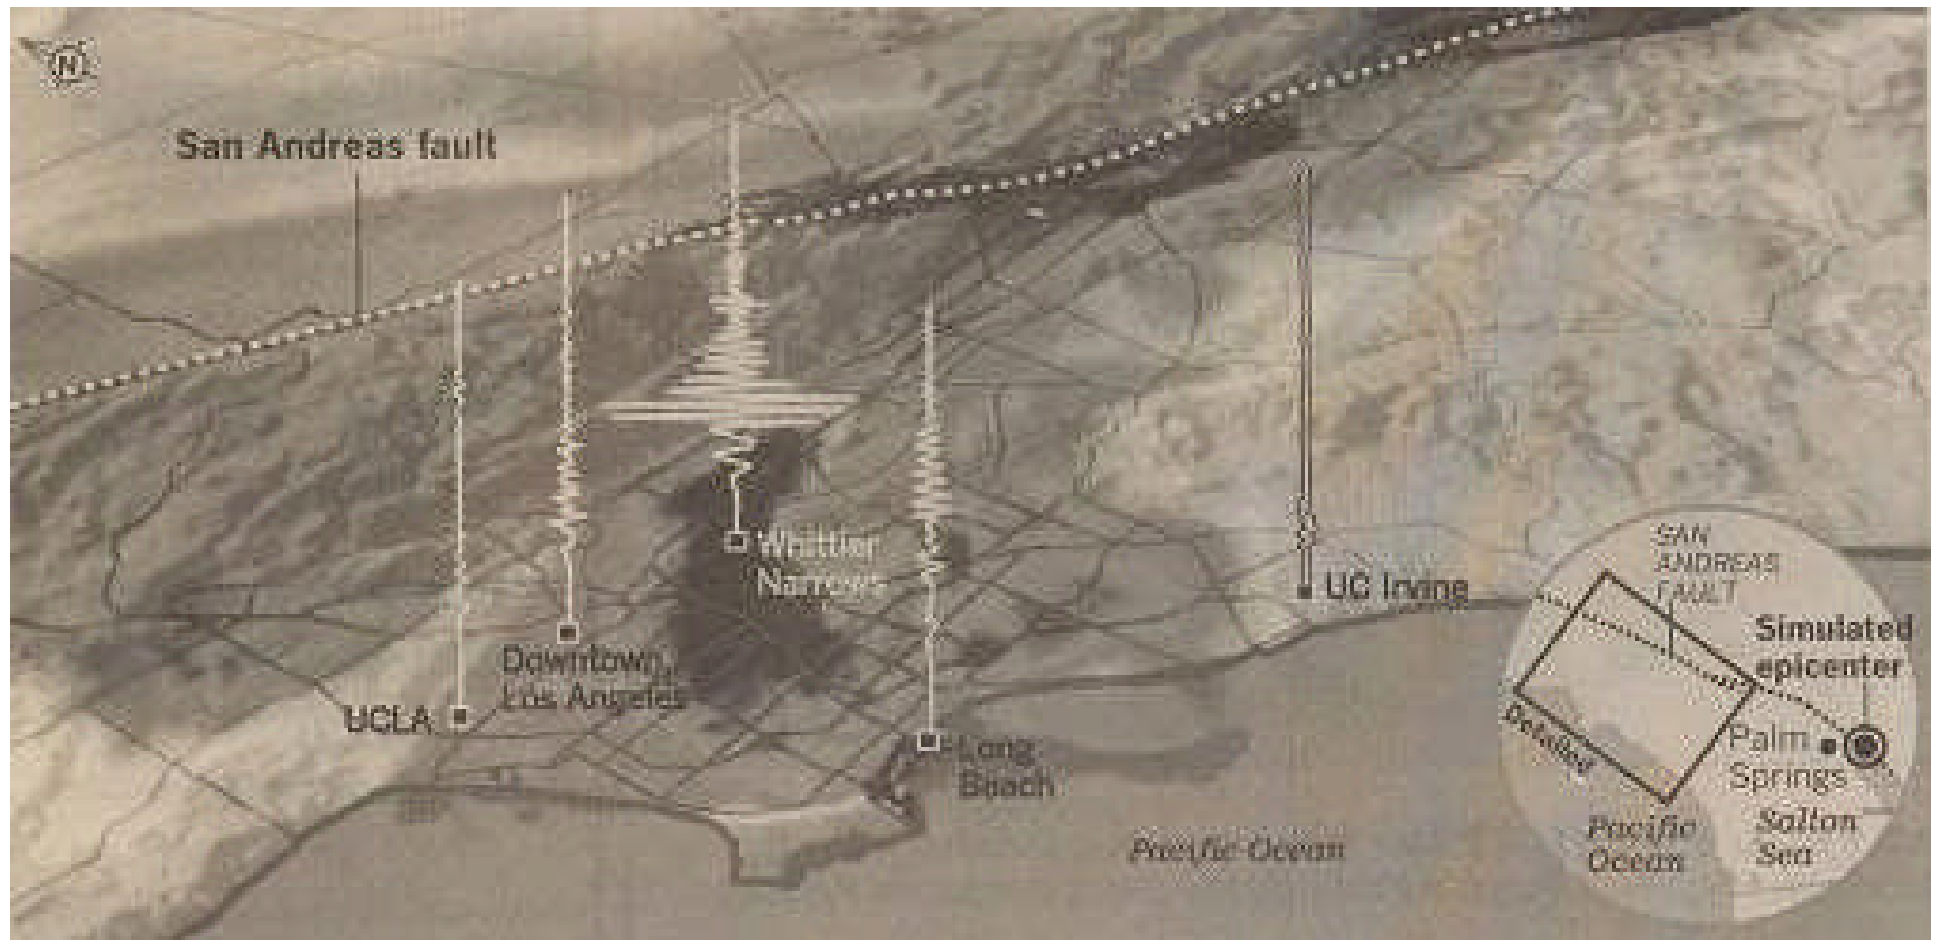 N
San Andreas fault
Whittier
Narrows
Downtown
Los Angeles
UCLA
Long
Beach
UC Irvine
Pacific Ocean
SAN
ANDREAS
FAULT
Simulated
epicenter
Detailed
Palm
Springs
Pacific
Ocean
Salton
Sea